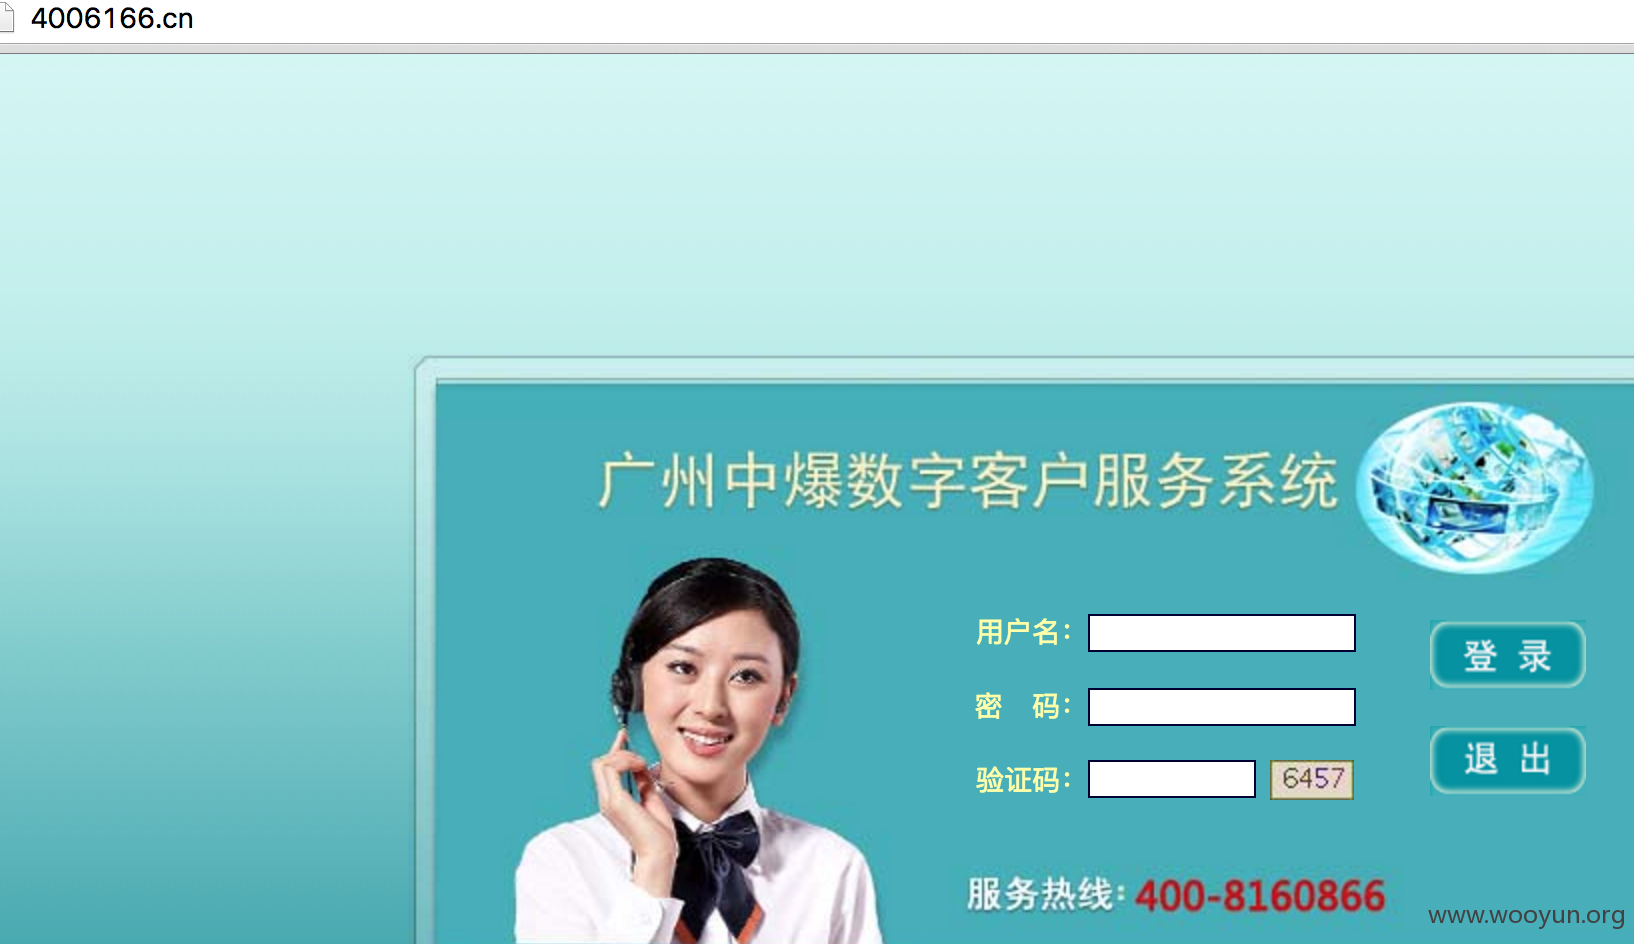 4006166.cn
广州中爆数字客户服务系统
用户名：
登 录
密 码：
验证码：
6457
退 出
服务热线：400-8160866
www.wooyun.org